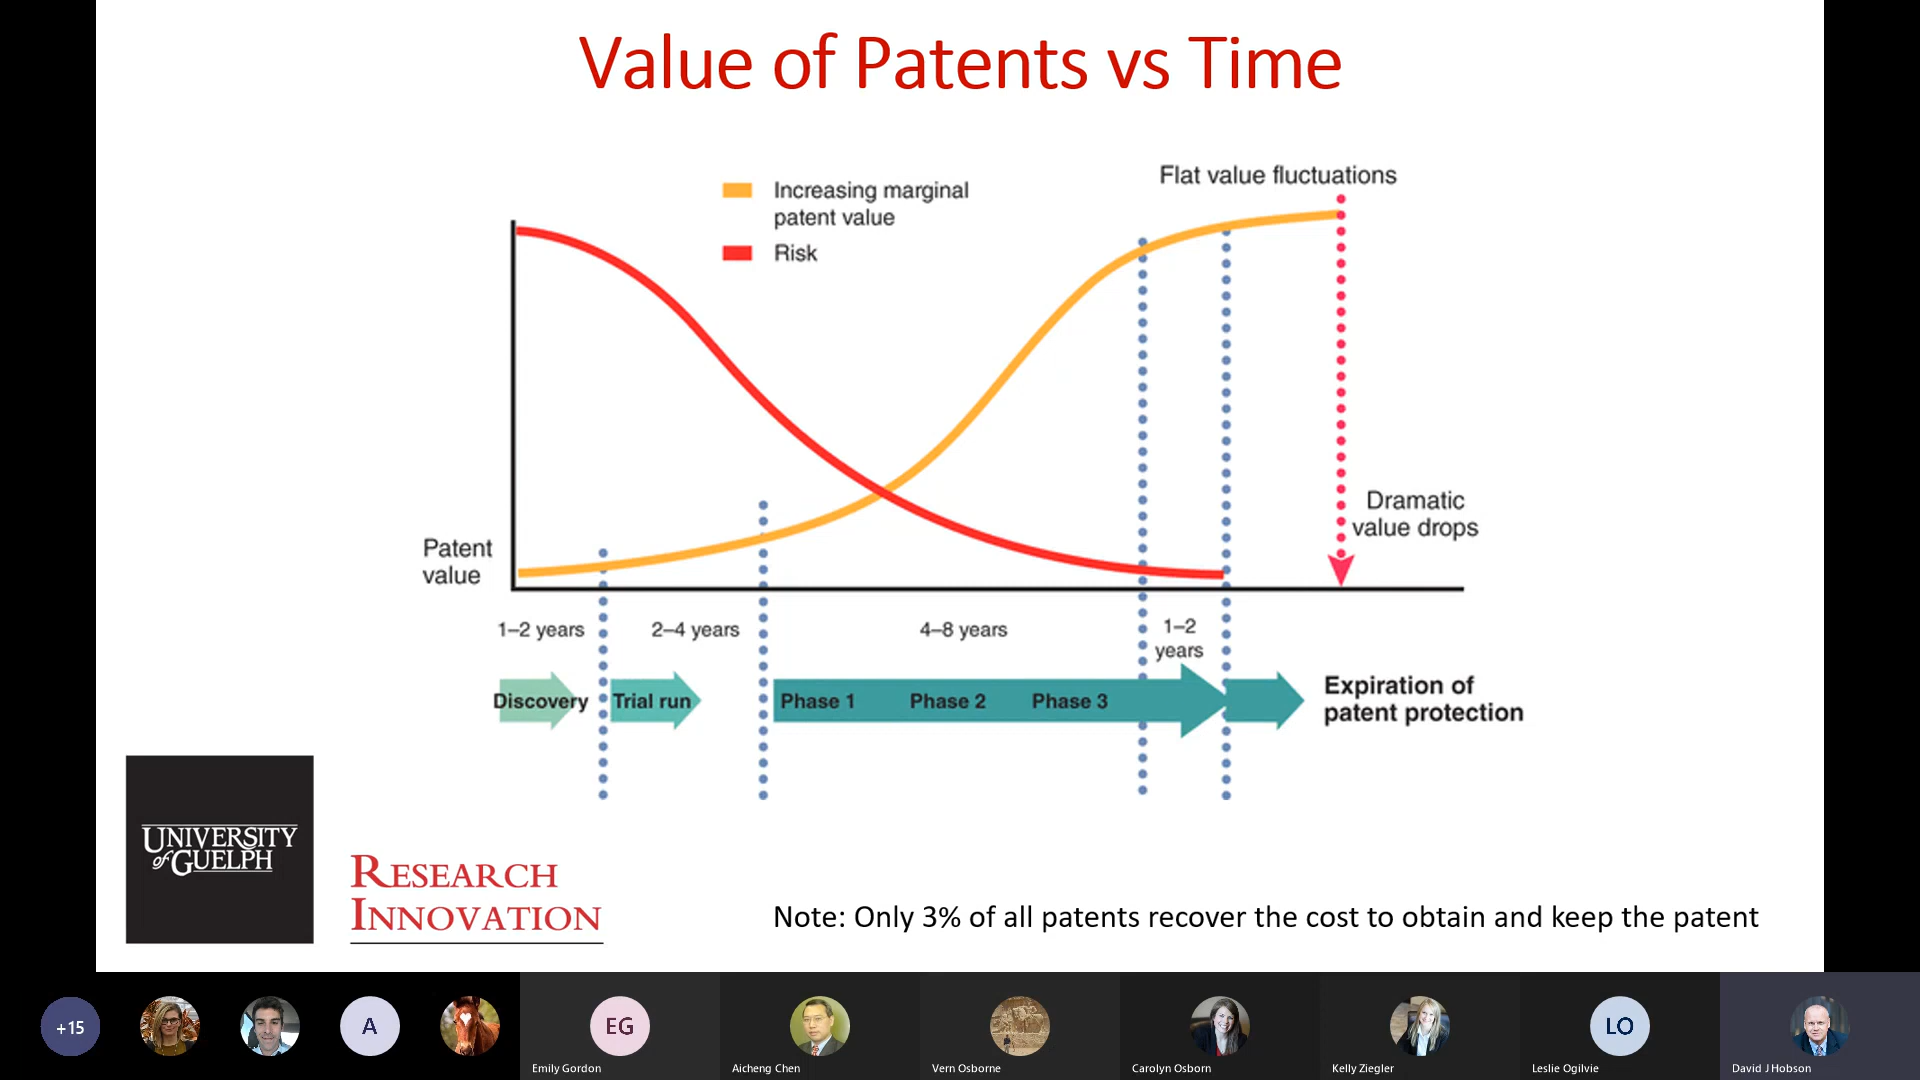 Value of Patents vs Time
Flat value fluctuations
Increasing marginal
patent value
Risk
Dramatic
value drops
Patent
value
1–2 years
2–4 years
4–8 years
1–2
years
Discovery
Trial run
Phase 1
Phase 2
Phase 3
Expiration of
patent protection
UNIVERSITY
of GUELPH
RESEARCH
INNOVATION
Note: Only 3% of all patents recover the cost to obtain and keep the patent
+15
A
EG
LO
Emily Gordon
Aicheng Chen
Vern Osborne
Carolyn Osborn
Kelly Ziegler
Leslie Ogilvie
David J Hobson